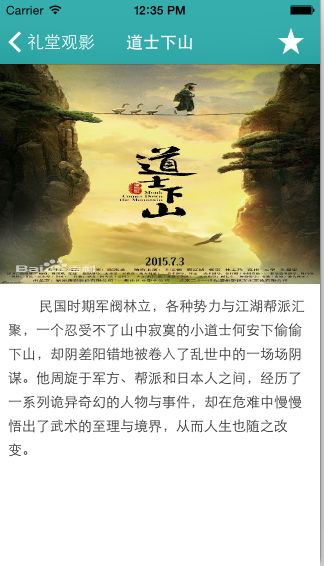 Carrier
12:35 PM
礼堂观影
道士下山
道士下山
Monk
Comes Down
the Mountain
2015.7.3
Bai
民国时期军阀林立，各种势力与江湖帮派汇
聚，一个忍受不了山中寂寞的小道士何安下偷偷
下山，却阴差阳错地被卷入了乱世中的一场场阴
谋。他周旋于军方、帮派和日本人之间，经历了
一系列诡异奇幻的人物与事件，却在危难中慢慢
悟出了武术的至理与境界，从而人生也随之改
变。